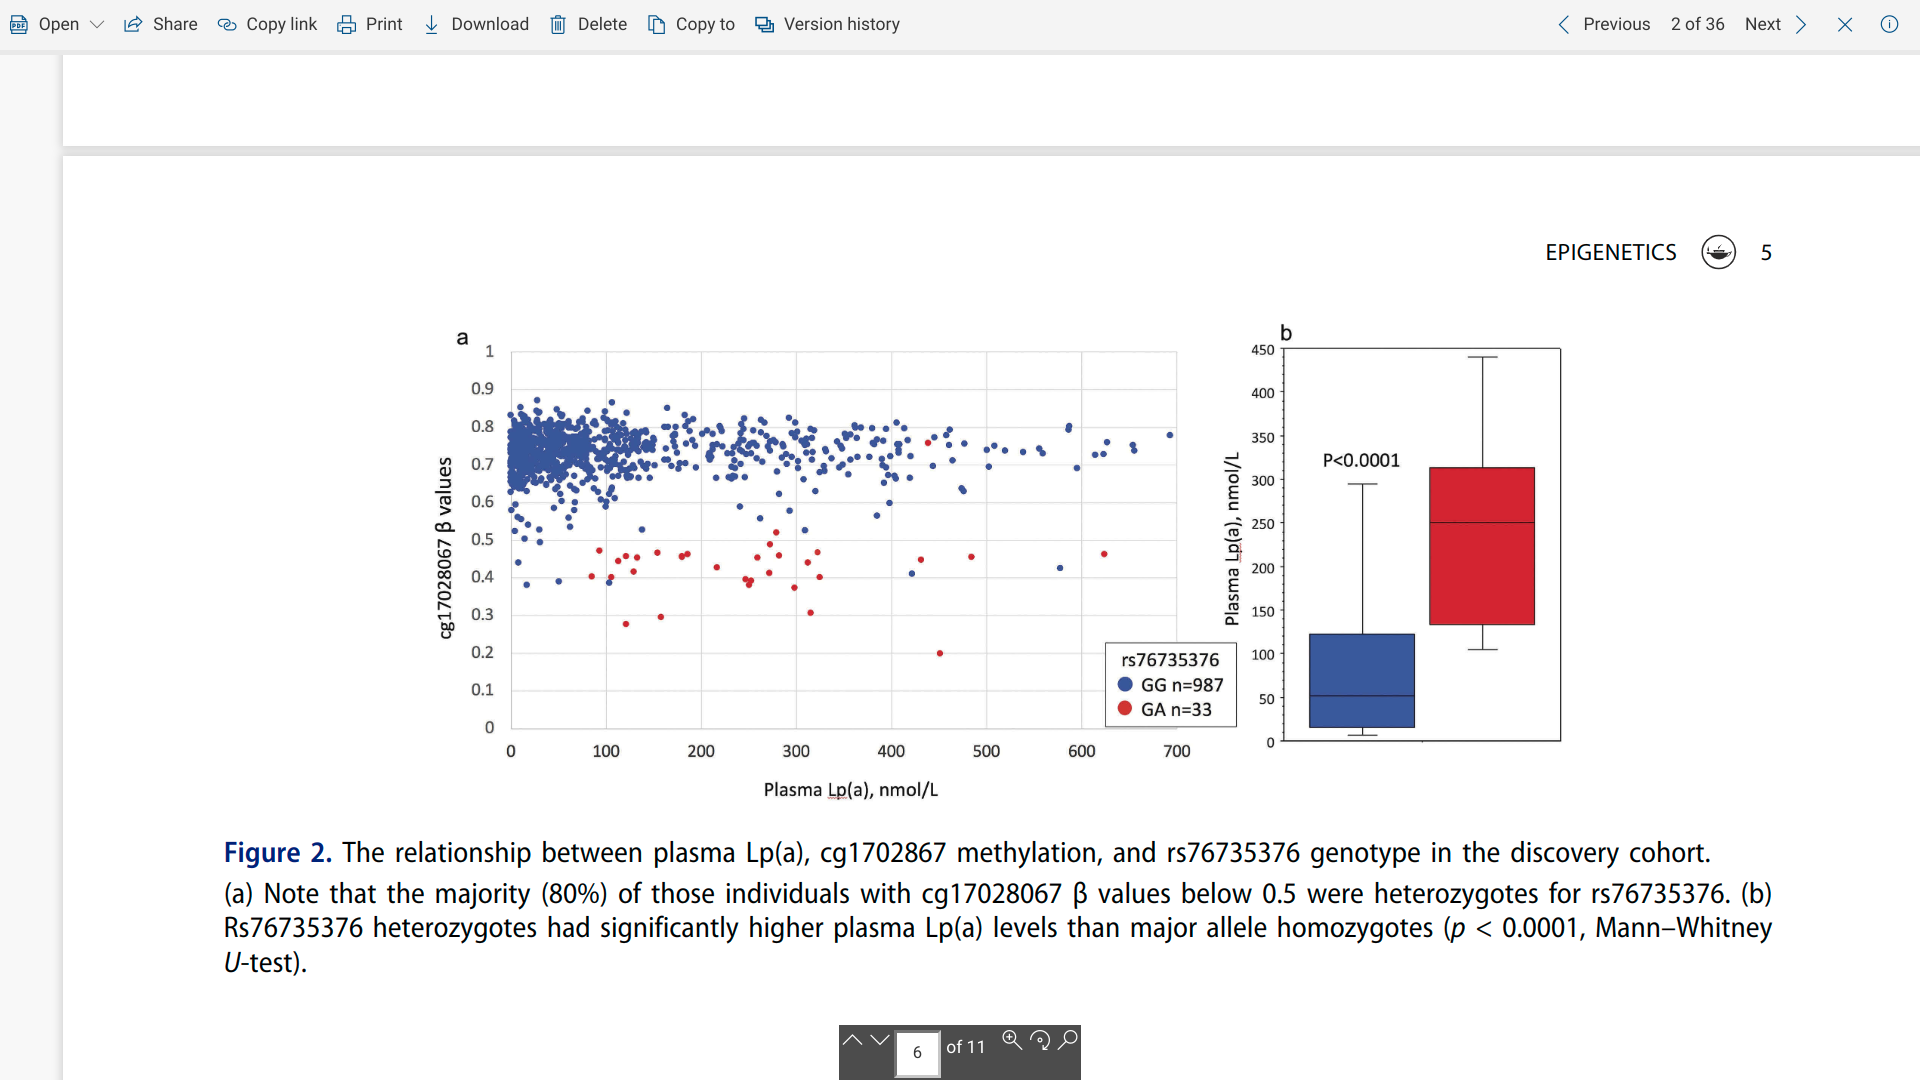 Open Share Copy link Print Download Delete Copy to Version history Previous 2 of 36 Next
EPIGENETICS 5
a
1
0.9
0.8
0.7
0.6
0.5
0.4
0.3
0.2
0.1
0
cg17028067 β values
0 100 200 300 400 500 600 700
Plasma Lp(a), nmol/L
rs76735376
GG n=987
GA n=33
b
450
400
350
300
250
200
150
100
50
0
Plasma Lp(a), nmol/L
P<0.0001
Figure 2. The relationship between plasma Lp(a), cg1702867 methylation, and rs76735376 genotype in the discovery cohort.
(a) Note that the majority (80%) of those individuals with cg17028067 β values below 0.5 were heterozygotes for rs76735376. (b)
Rs76735376 heterozygotes had significantly higher plasma Lp(a) levels than major allele homozygotes (p < 0.0001, Mann–Whitney
U-test).
6 of 11